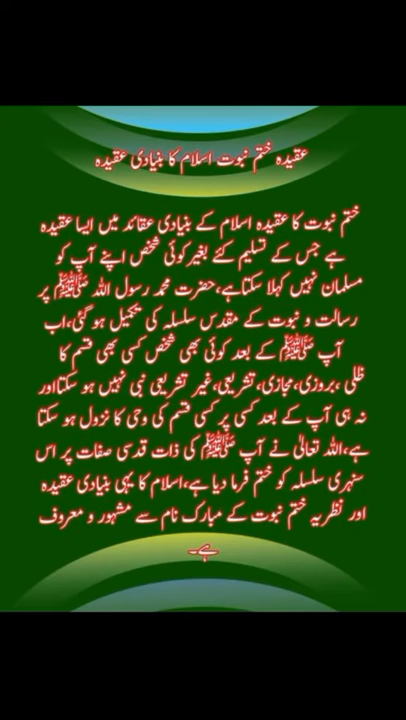 عقیدہ ختم نبوت اسلام کا بنیادی عقیدہ
ختم نبوت کا عقیدہ اسلام کے بنیادی عقائد میں ایسا عقیدہ
ہے جس کے تسلیم کئے بغیر کوئی شخص اپنے آپ کو
مسلمان نہیں کہلا سکتا ہے،حضرت محمد رسول اللہ ﷺ پر
رسالت و نبوت کے مقدس سلسلہ کی تکمیل ہو گئی،اب
آپ ﷺ کے بعد کوئی بھی شخص کسی بھی قسم کا
ظلی ،بروزی،مجازی،تشریعی،غیر تشریعی نبی نہیں ہو سکتااور
نہ ہی آپ کے بعد کسی پر کسی قسم کی وحی کا نزول ہو سکتا
ہے،اللہ تعالیٰ نے آپ ﷺ کی ذات قدسی صفات پر اس
سنہری سلسلہ کو ختم فرما دیا ہے،اسلام کا یہی بنیادی عقیدہ
اور نظریہ ختم نبوت کے مبارک نام سے مشہور و معروف
ہے۔